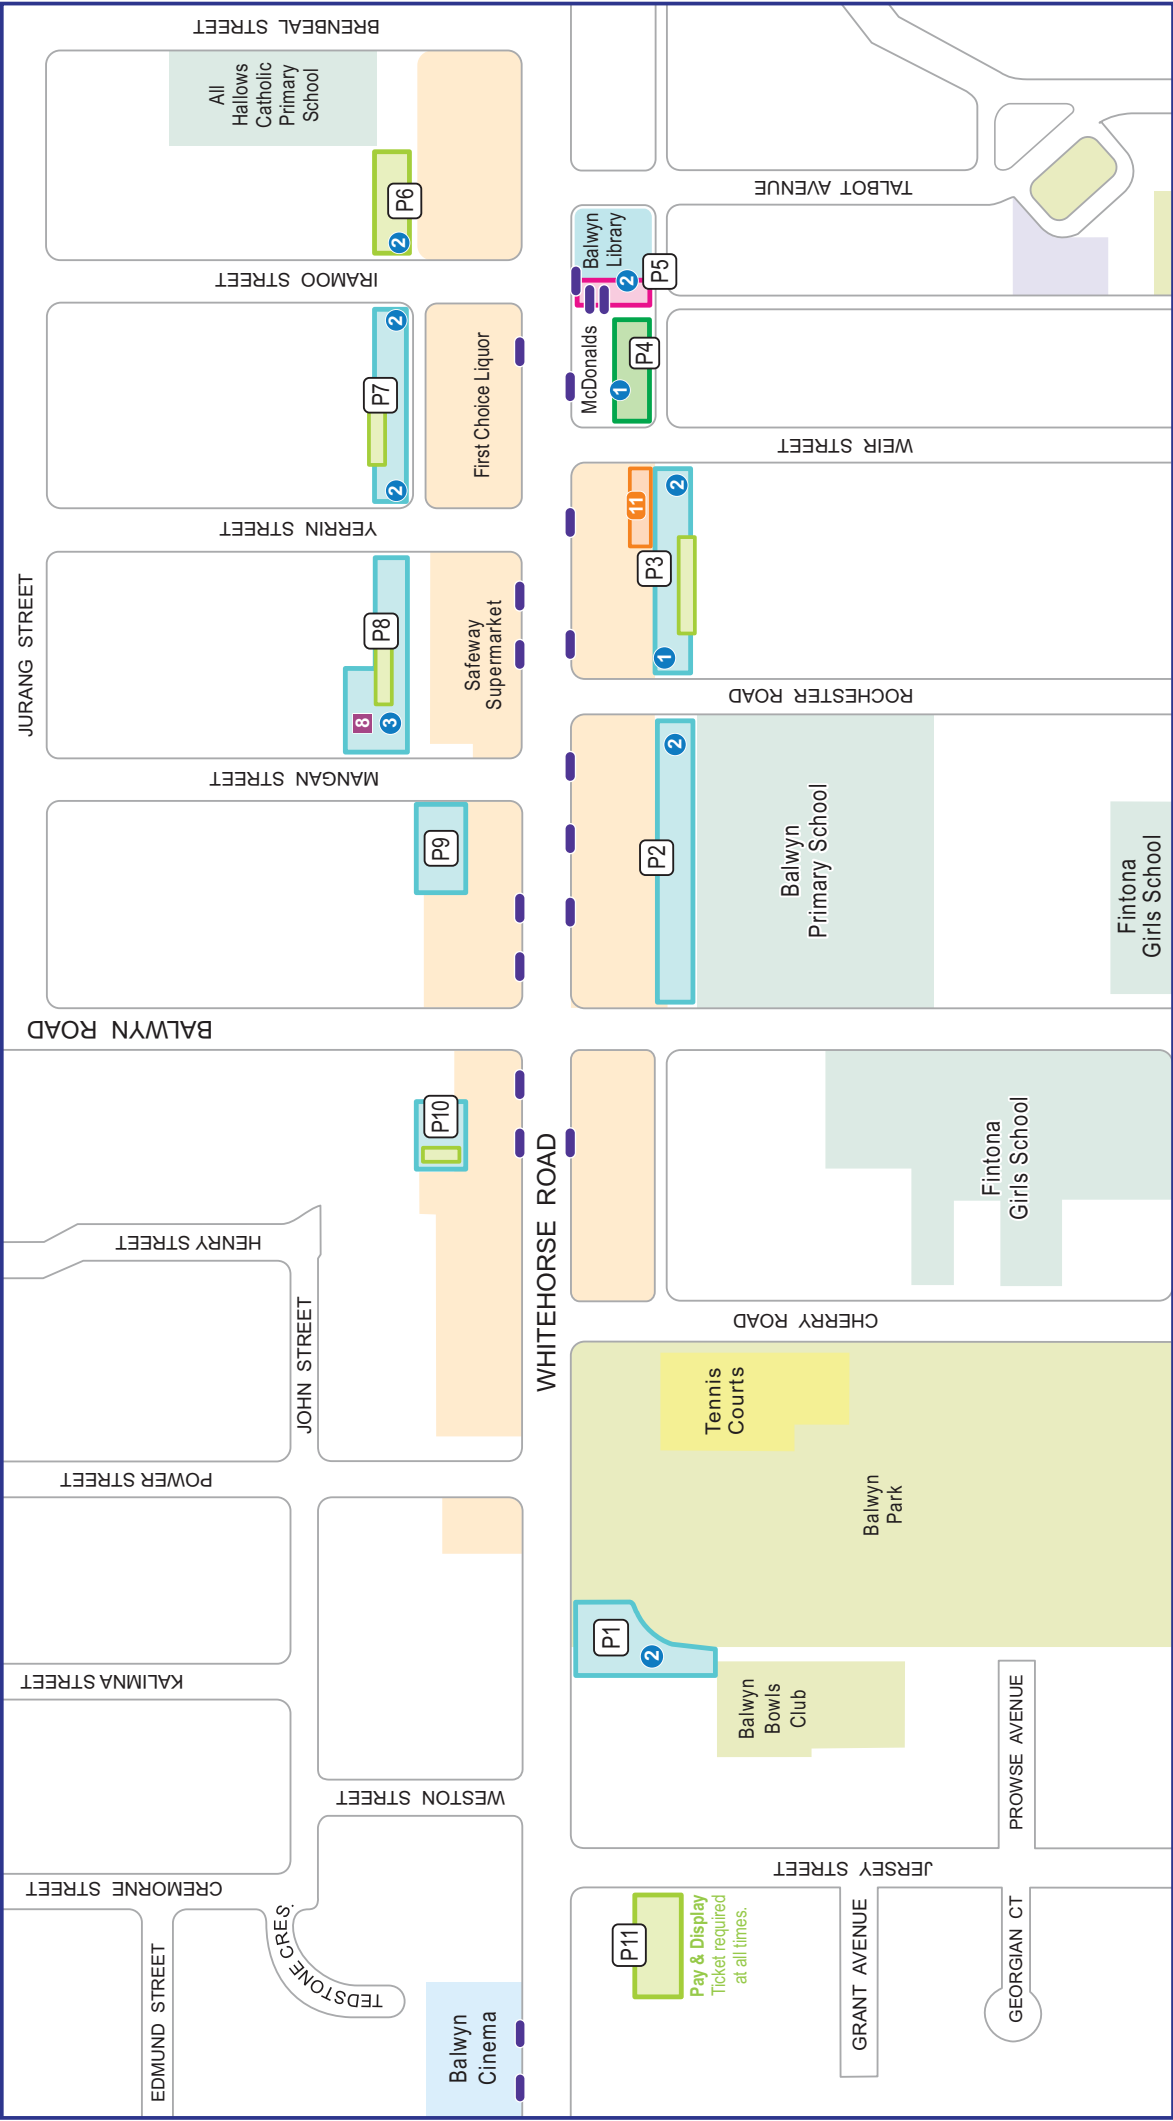 BRENBEAL STREET
All
Hallows
Catholic
Primary
School
P6
2
IRAMOO STREET
TALBOT AVENUE
Balwyn
Library
2
P5
McDonalds
1
P4
2
P7
2
First Choice Liquor
YERRIN STREET
WEIR STREET
11
2
P3
1
JURANG STREET
P8
8
3
Safeway
Supermarket
ROCHESTER ROAD
MANGAN STREET
P9
2
P2
Balwyn
Primary School
Fintona
Girls School
BALWYN ROAD
P10
WHITEHORSE ROAD
Fintona
Girls School
HENRY STREET
JOHN STREET
CHERRY ROAD
Tennis
Courts
Balwyn
Park
POWER STREET
P1
2
Balwyn
Bowls
Club
KALIMNA STREET
WESTON STREET
PROWSE AVENUE
JERSEY STREET
CREMORNE STREET
TEDSTONE CRES.
EDMUND STREET
P11
Pay & Display
Ticket required
at all times.
GRANT AVENUE
GEORGIAN CT
Balwyn
Cinema